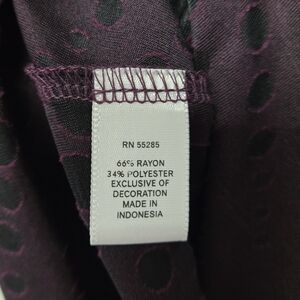 RN 55285
66% RAYON
34% POLYESTER
EXCLUSIVE OF
DECORATION
MADE IN
INDONESIA